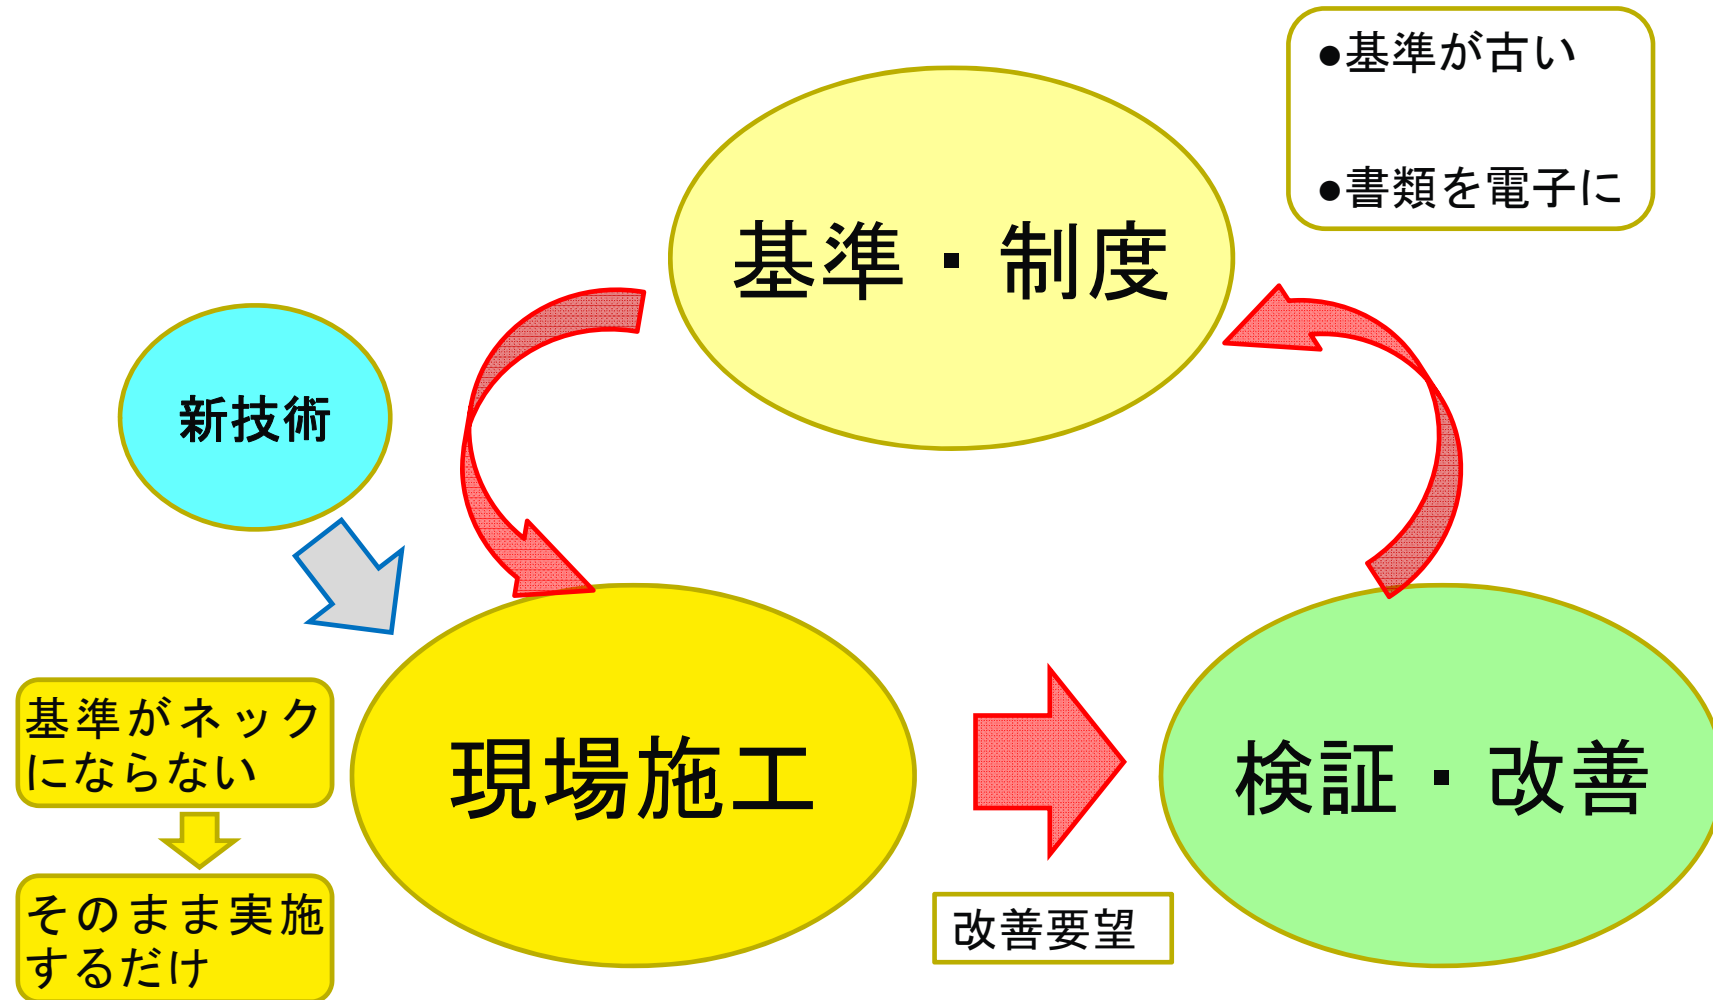 ●基準が古い
●書類を電子に
基準・制度
新技術
基準がネック
にならない
現場施工
検証・改善
そのまま実施
するだけ
改善要望